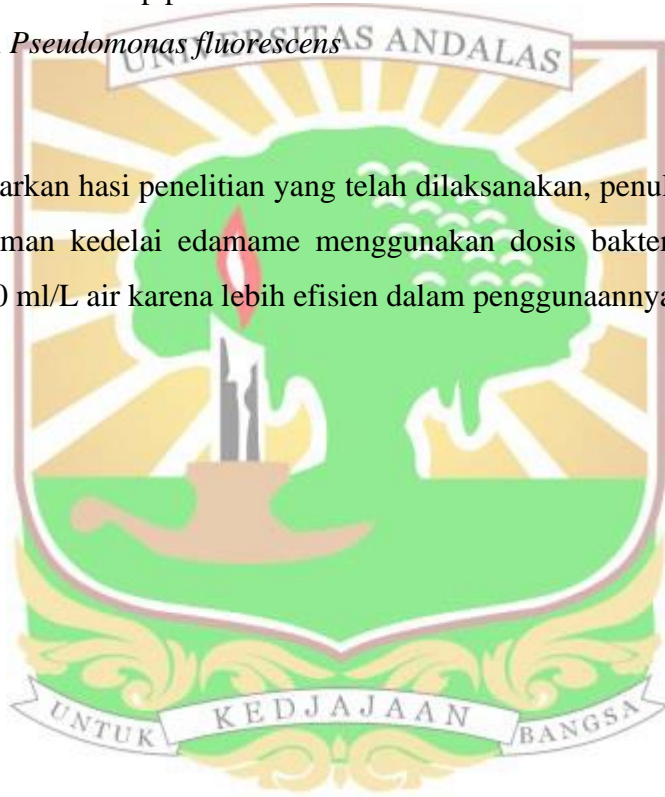 Pseudomonas fluorescens
UNIVERSITAS ANDALAS
arkan hasi penelitian yang telah dilaksanakan, penul
man kedelai edamame menggunakan dosis bakter
0 ml/L air karena lebih efisien dalam penggunaannya
UNTUK KEDJAJAAN BANGSA